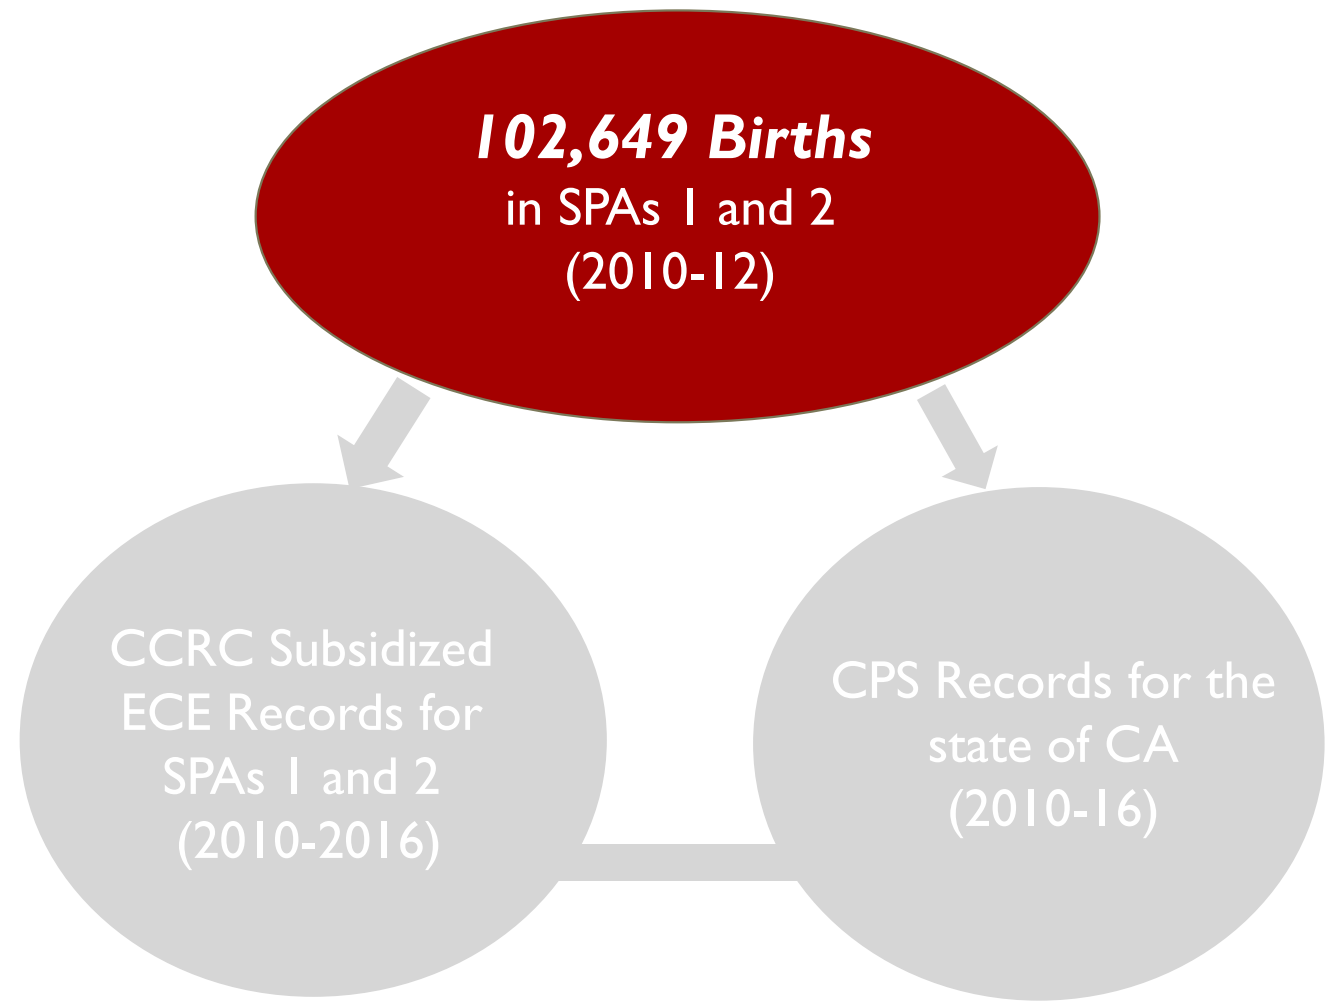 102,649 Births
in SPAs 1 and 2
(2010-12)
CCRC Subsidized
ECE Records for
SPAs 1 and 2
(2010-2016)
CPS Records for the
state of CA
(2010-16)